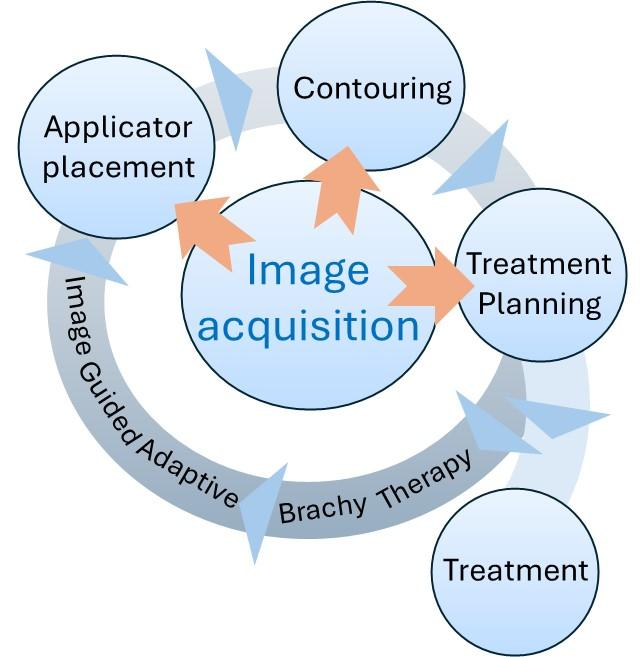 Contouring
Applicator
placement
Image
acquisition
Treatment
Planning
Image Guided Adaptive Brachy Therapy
Treatment